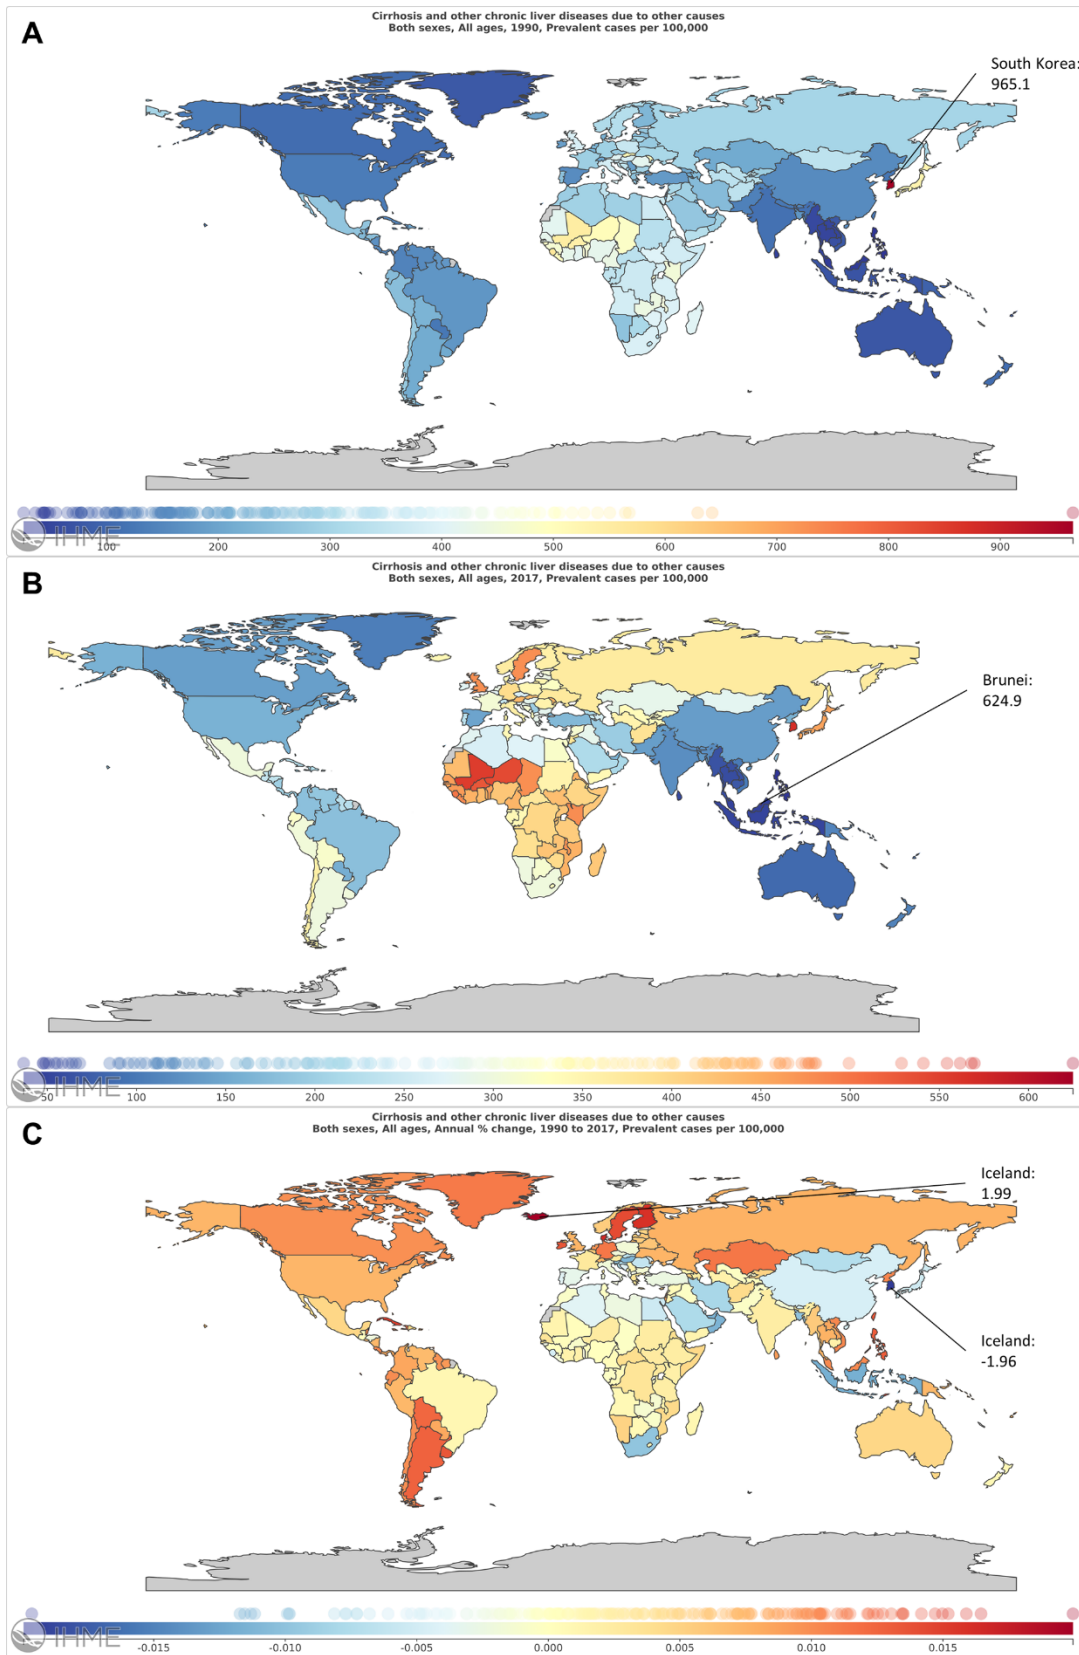 A
Cirrhosis and other chronic liver diseases due to other causes
Both sexes, All ages, 1990, Prevalent cases per 100,000
South Korea:
965.1
IHME
100 200 300 400 500 600 700 800 900
B
Cirrhosis and other chronic liver diseases due to other causes
Both sexes, All ages, 2017, Prevalent cases per 100,000
Brunei:
624.9
IHME
50 100 150 200 250 300 350 400 450 500 550 600
C
Cirrhosis and other chronic liver diseases due to other causes
Both sexes, All ages, Annual % change, 1990 to 2017, Prevalent cases per 100,000
Iceland:
1.99
Iceland:
-1.96
IHME
-0.015 -0.010 -0.005 0.000 0.005 0.010 0.015